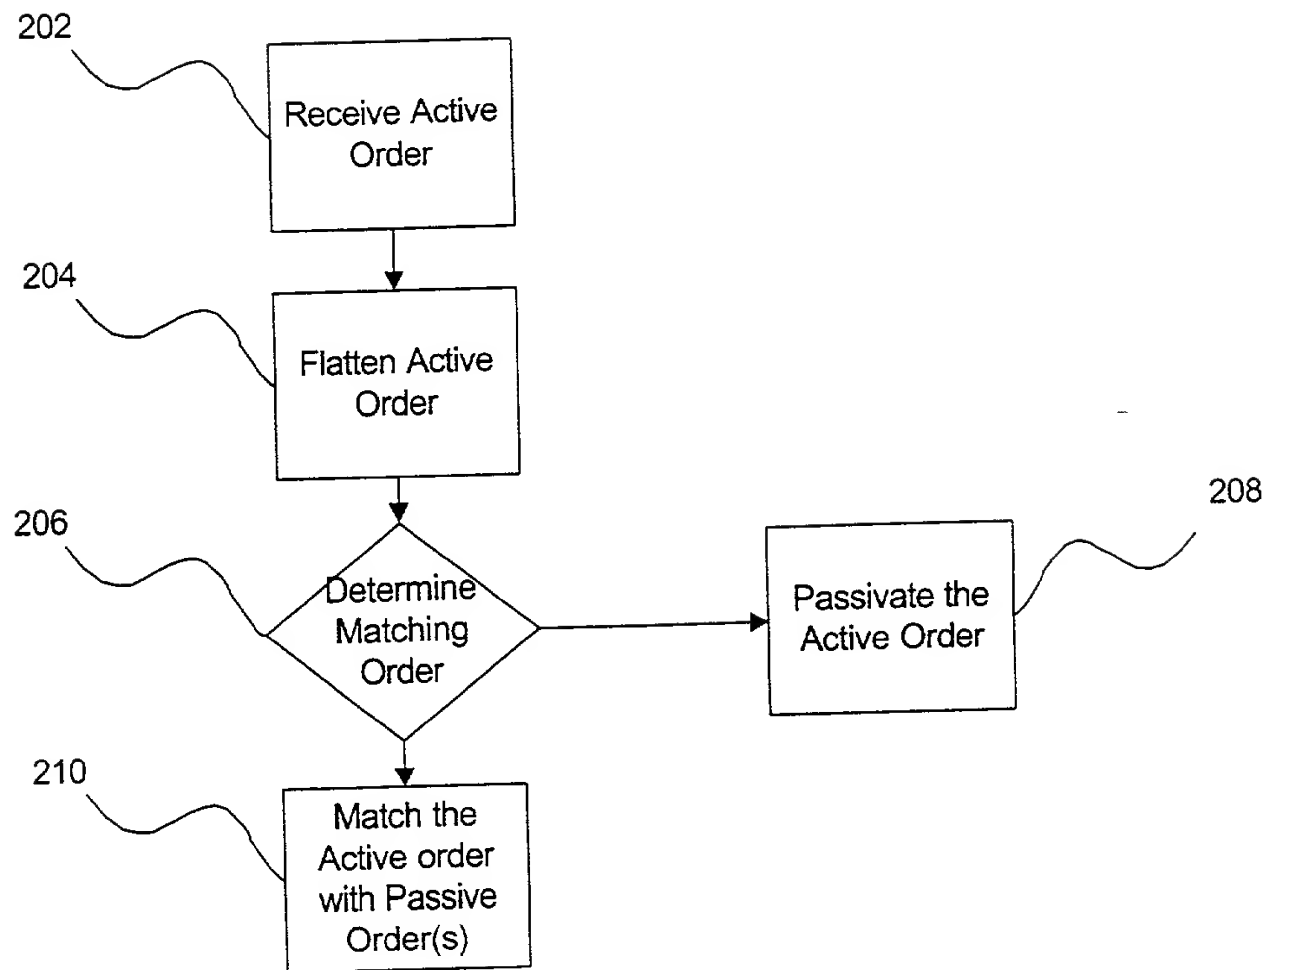 202
Receive Active
Order
204
Flatten Active
Order
206
Determine
Matching
Order
208
Passivate the
Active Order
210
Match the
Active order
with Passive
Order(s)